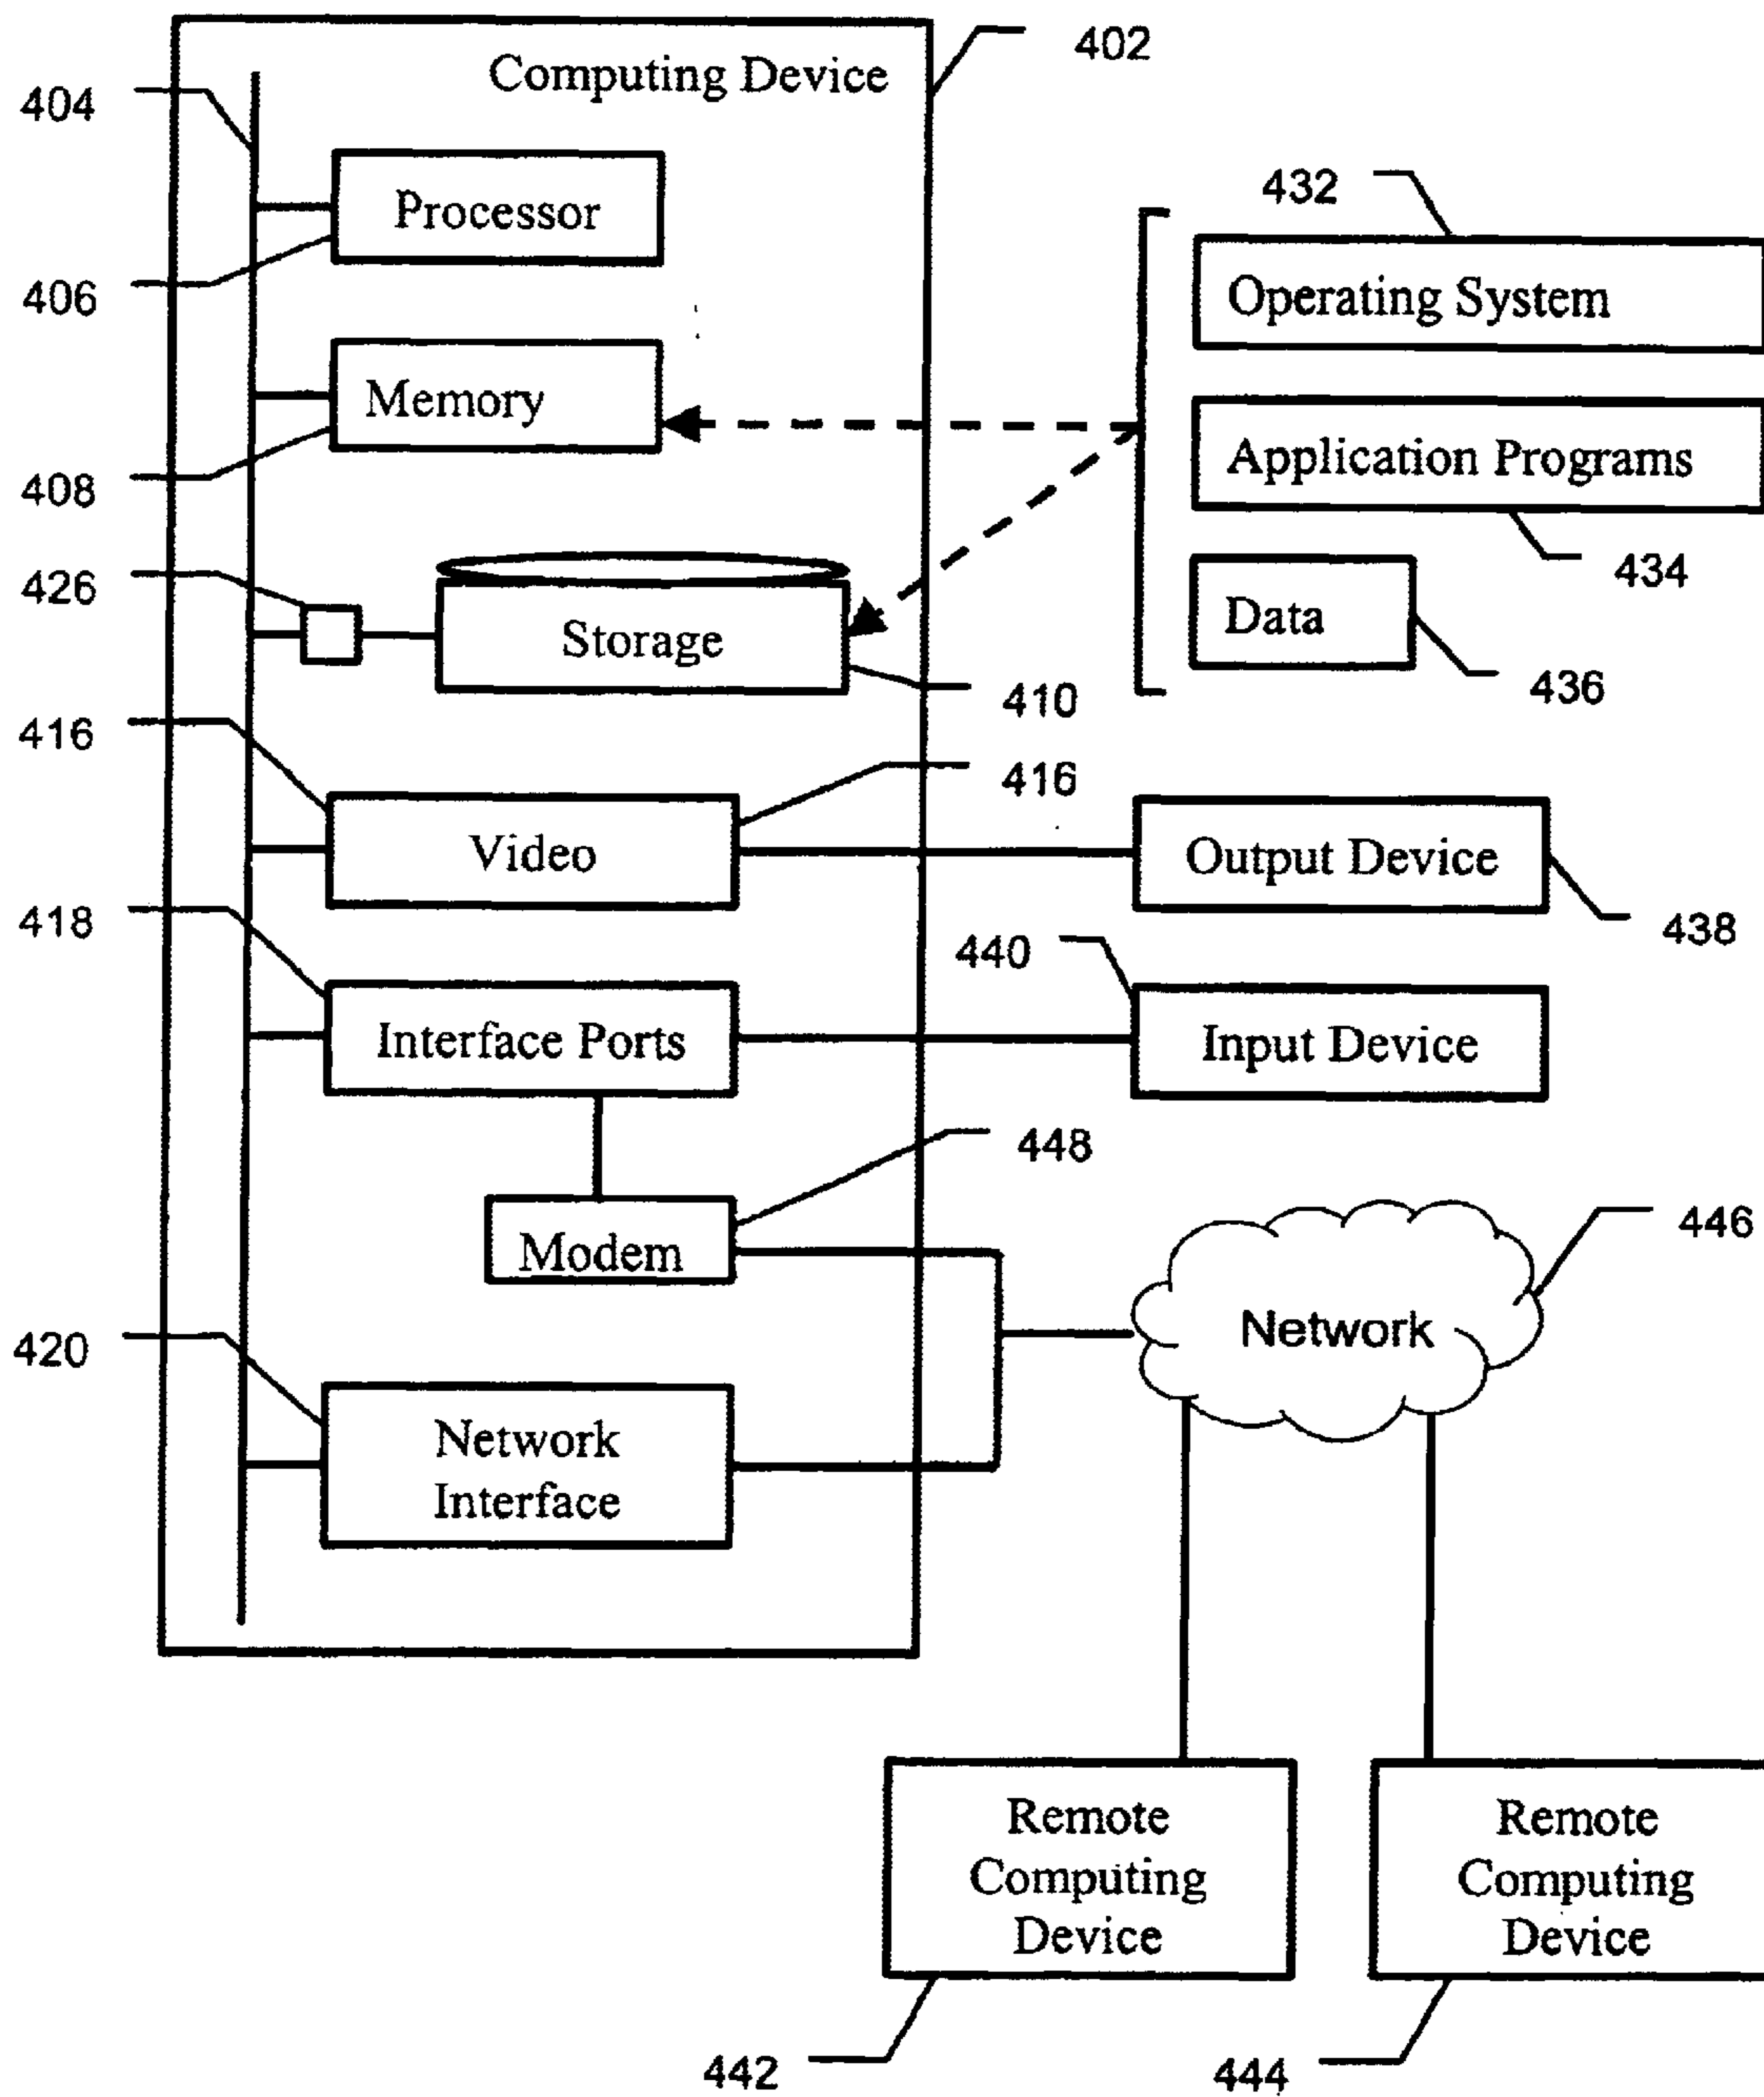 402
Computing Device
404
Processor
432
406
Operating System
Memory
Application Programs
408
434
426
Data
Storage
436
410
416
416
Video
Output Device
418
438
440
Interface Ports
Input Device
448
446
Modem
Network
420
Network
Interface
Remote
Computing
Device
Remote
Computing
Device
442
444